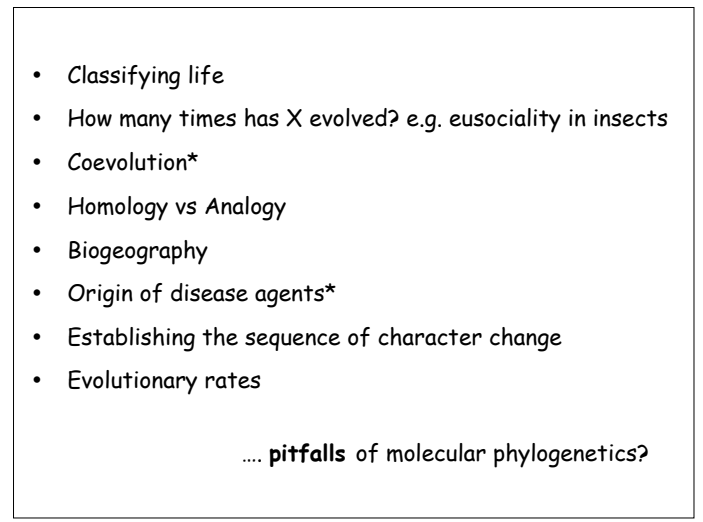 • Classifying life
• How many times has X evolved? e.g. eusociality in insects
• Coevolution*
• Homology vs Analogy
• Biogeography
• Origin of disease agents*
• Establishing the sequence of character change
• Evolutionary rates
…. pitfalls of molecular phylogenetics?